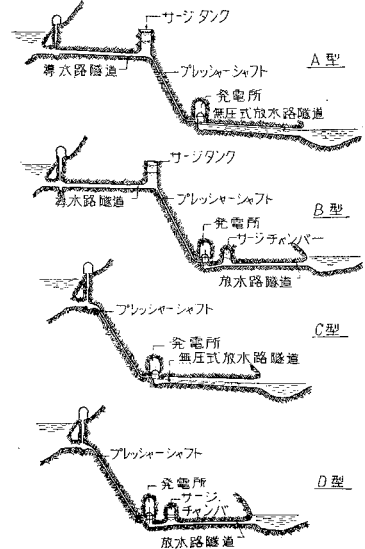 サージタンク
A型
導水路隧道
プレッシャーシャフト
発電所
無圧式放水路隧道
サージタンク
導水路隧道
プレッシャーシャフト
B型
発電所
サージチャンバー
放水路隧道
プレッシャーシャフト
C型
発電所
無圧式放水路隧道
プレッシャーシャフト
D型
発電所
サージ.
チャンバ
放水路隧道